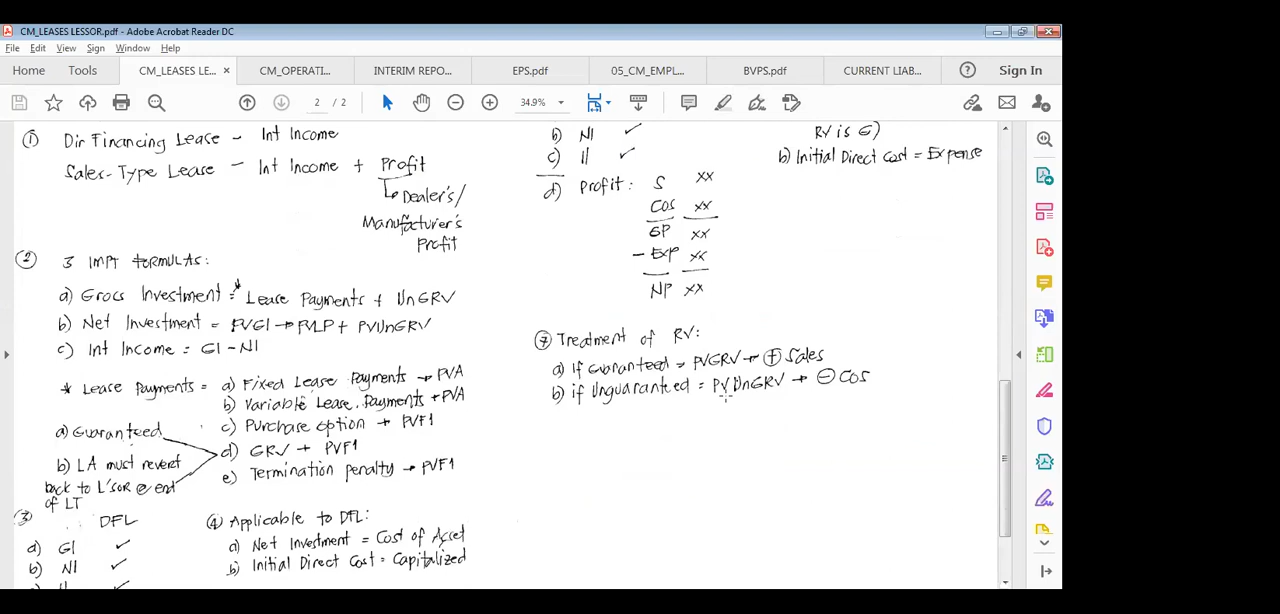 CM_LEASES LESSOR.pdf - Adobe Acrobat Reader DC
File Edit View Sign Window Help
Home Tools CM_LEASES LE... × CM_OPERATI... INTERIM REPO... EPS.pdf 05_CM_EMPL... BVPS.pdf CURRENT LIAB... Sign In
2 / 2 34.9%
① Dir Financing Lease - Int Income
Sales-Type Lease - Int Income + Profit
Dealer's/
Manufacturer's
Profit
② 3 IMPT FORMULAS:
a) Gross Investment = * Lease Payments + UnGRV
b) Net Investment = PVGI → PVLP + PVUnGRV
c) Int Income = GI - NI
* Lease Payments = a) Fixed Lease Payments → PVA
b) Variable Lease Payments → PVA
c) Purchase option → PVF1
d) GRV → PVF1
e) Termination penalty → PVF1
a) Guaranteed
b) LA must revert
back to L'SOR @ end
of LT
③ DFL
a) GI ✓
b) NI ✓
④ Applicable to DFL:
a) Net Investment = Cost of Asset
b) Initial Direct Cost = Capitalized
b) NI ✓
c) II ✓
d) Profit: S xx
COS xx
GP xx
- Exp xx
NP xx
RV is G)
b) Initial Direct Cost = Expense
⑦ Treatment of RV:
a) If Guaranteed = PVGRV → ⊕ Sales
b) if Unguaranteed = PVUnGRV → ⊖ COS